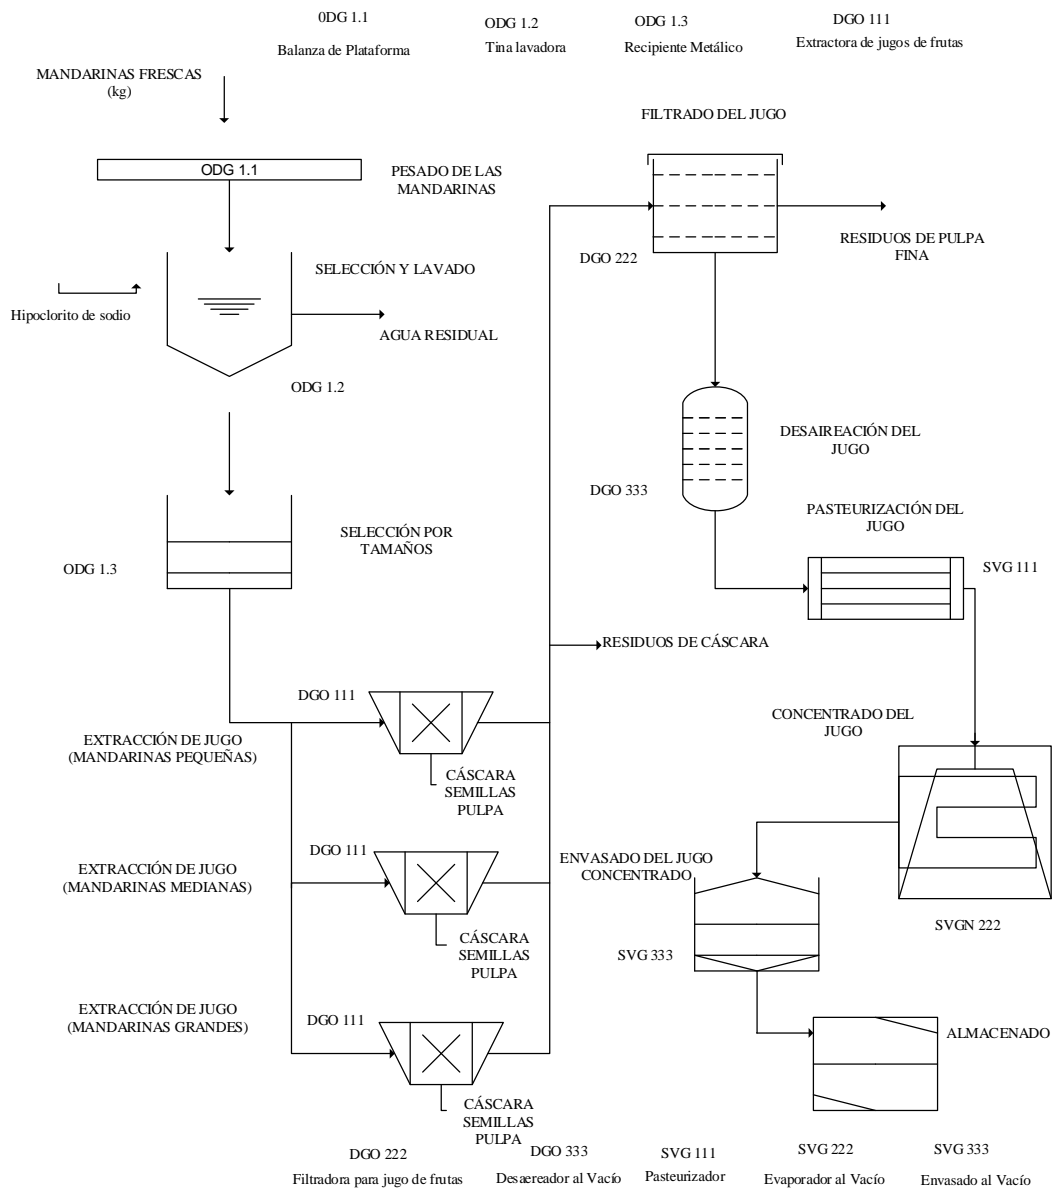 0DG 1.1
Balanza de Plataforma
ODG 1.2
Tina lavadora
ODG 1.3
Recipiente Metálico
DGO 111
Extractora de jugos de frutas
MANDARINAS FRESCAS
(kg)
ODG 1.1
PESADO DE LAS
MANDARINAS
SELECCIÓN Y LAVADO
Hipoclorito de sodio
AGUA RESIDUAL
ODG 1.2
SELECCIÓN POR
TAMAÑOS
ODG 1.3
DGO 111
EXTRACCIÓN DE JUGO
(MANDARINAS PEQUEÑAS)
CÁSCARA
SEMILLAS
PULPA
DGO 111
EXTRACCIÓN DE JUGO
(MANDARINAS MEDIANAS)
CÁSCARA
SEMILLAS
PULPA
DGO 111
EXTRACCIÓN DE JUGO
(MANDARINAS GRANDES)
CÁSCARA
SEMILLAS
PULPA
RESIDUOS DE CÁSCARA
FILTRADO DEL JUGO
DGO 222
RESIDUOS DE PULPA
FINA
DESAIREACIÓN DEL
JUGO
DGO 333
PASTEURIZACIÓN DEL
JUGO
SVG 111
CONCENTRADO DEL
JUGO
SVGN 222
ENVASADO DEL JUGO
CONCENTRADO
SVG 333
ALMACENADO
DGO 222
Filtradora para jugo de frutas
DGO 333
Desaereador al Vacío
SVG 111
Pasteurizador
SVG 222
Evaporador al Vacío
SVG 333
Envasado al Vacío